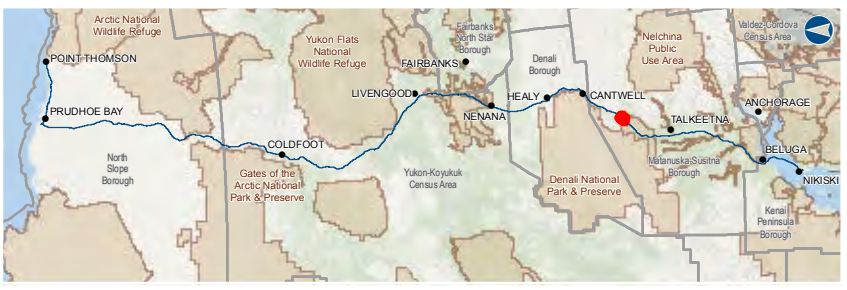 Arctic National
Wildlife Refuge
POINT THOMSON
PRUDHOE BAY
North
Slope
Borough
COLDFOOT
Gates of the
Arctic National
Park & Preserve
Yukon Flats
National
Wildlife Refuge
LIVENGOOD
FAIRBANKS
Fairbanks
North Star
Borough
Yukon-Koyukuk
Census Area
NENANA
HEALY
Denali
Borough
CANTWELL
Denali National
Park & Preserve
Nelchina
Public
Use Area
TALKEETNA
Matanuska-Susitna
Borough
Valdez-Cordova
Census Area
ANCHORAGE
BELUGA
NIKISKI
Kenai
Peninsula
Borough